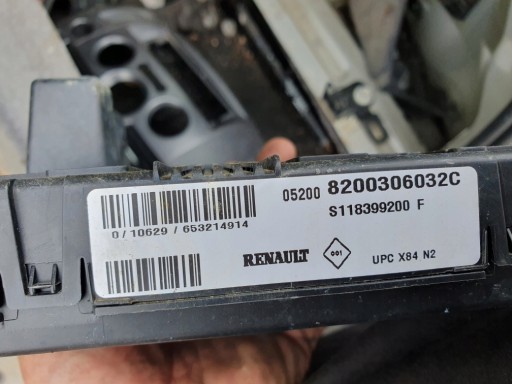 05200 8200306032C
S118399200 F
0/10629/653214914
RENAULT 001 UPC X84 N2